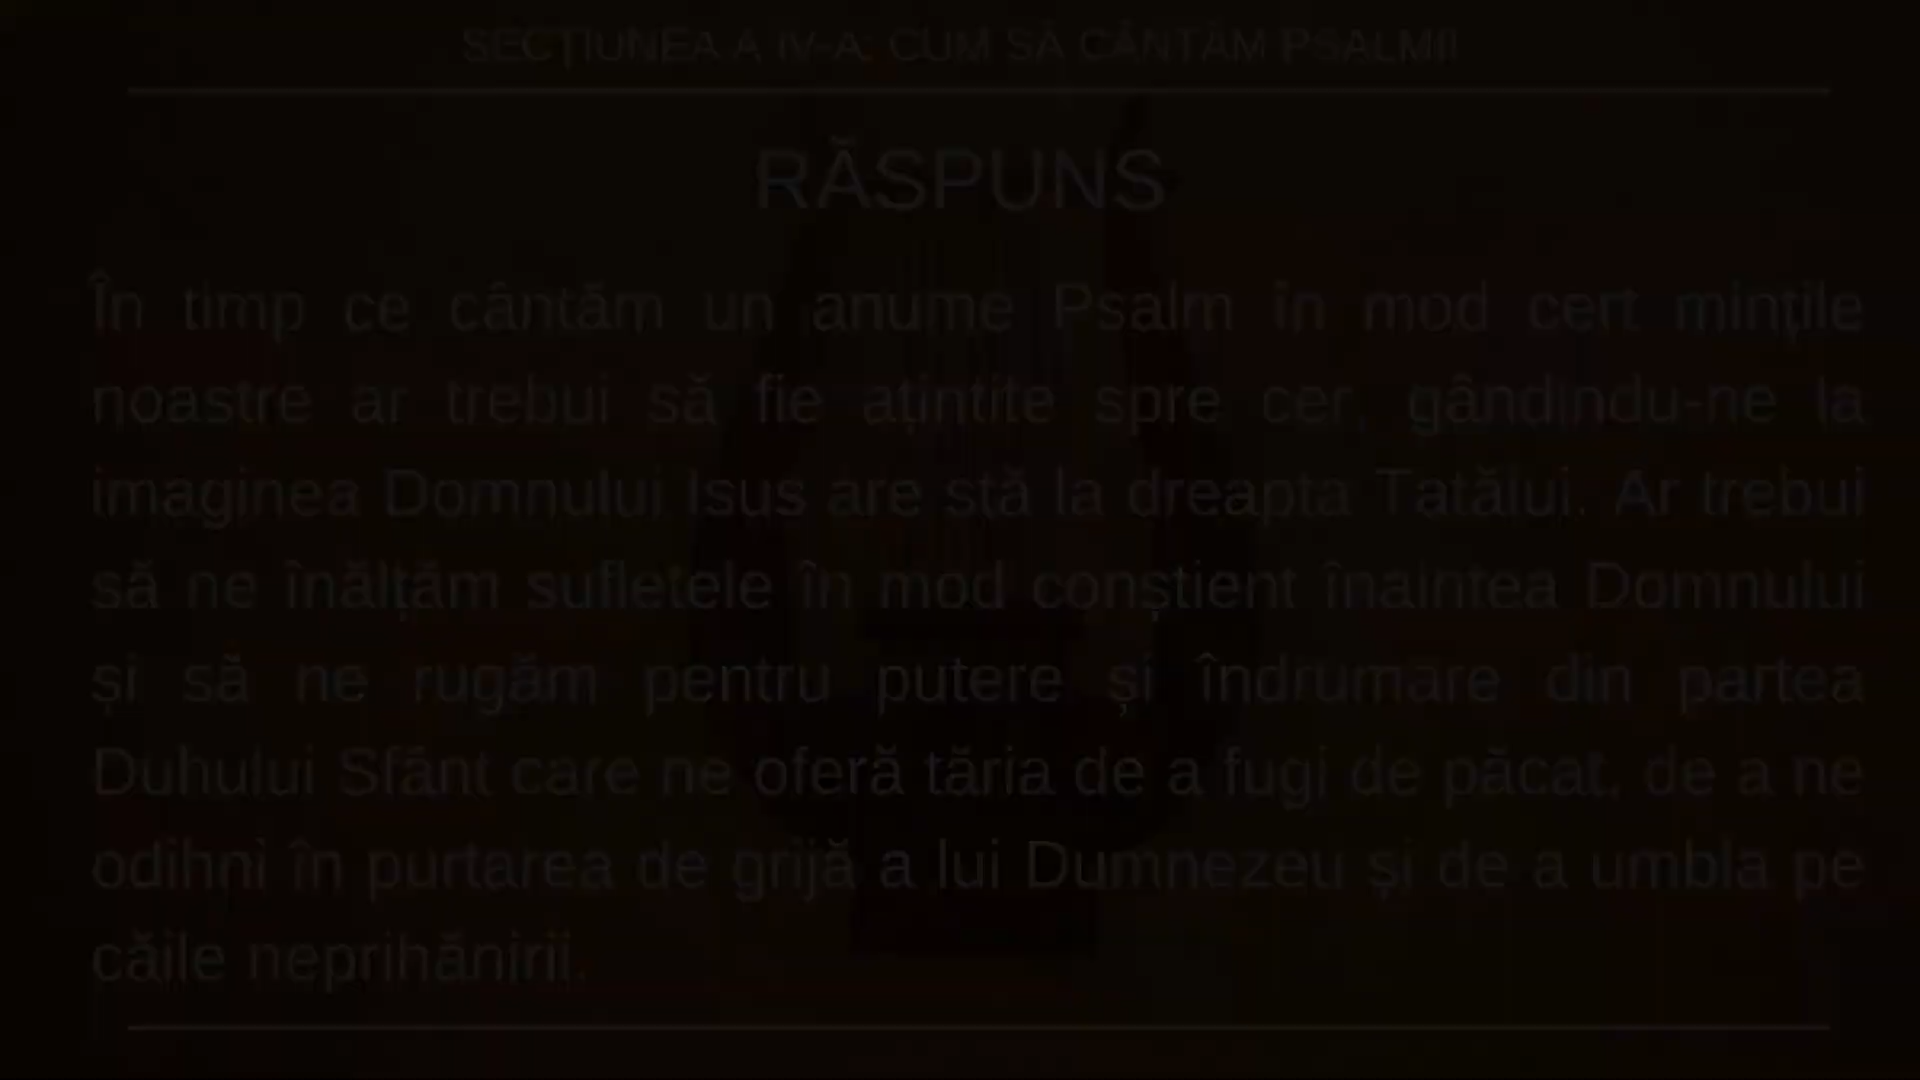 SECȚIUNEA A IV-A: CUM SĂ CÂNTĂM PSALMII
RĂSPUNS
În timp ce cântăm un anume Psalm în mod cert mințile
noastre ar trebui să fie ațintite spre cer, gândindu-ne la
imaginea Domnului Isus are stă la dreapta Tatălui. Ar trebui
să ne înălțăm sufletele în mod conștient înaintea Domnului
și să ne rugăm pentru putere și îndrumare din partea
Duhului Sfânt care ne oferă tăria de a fugi de păcat, de a ne
odihni în purtarea de grijă a lui Dumnezeu și de a umbla pe
căile neprihănirii.